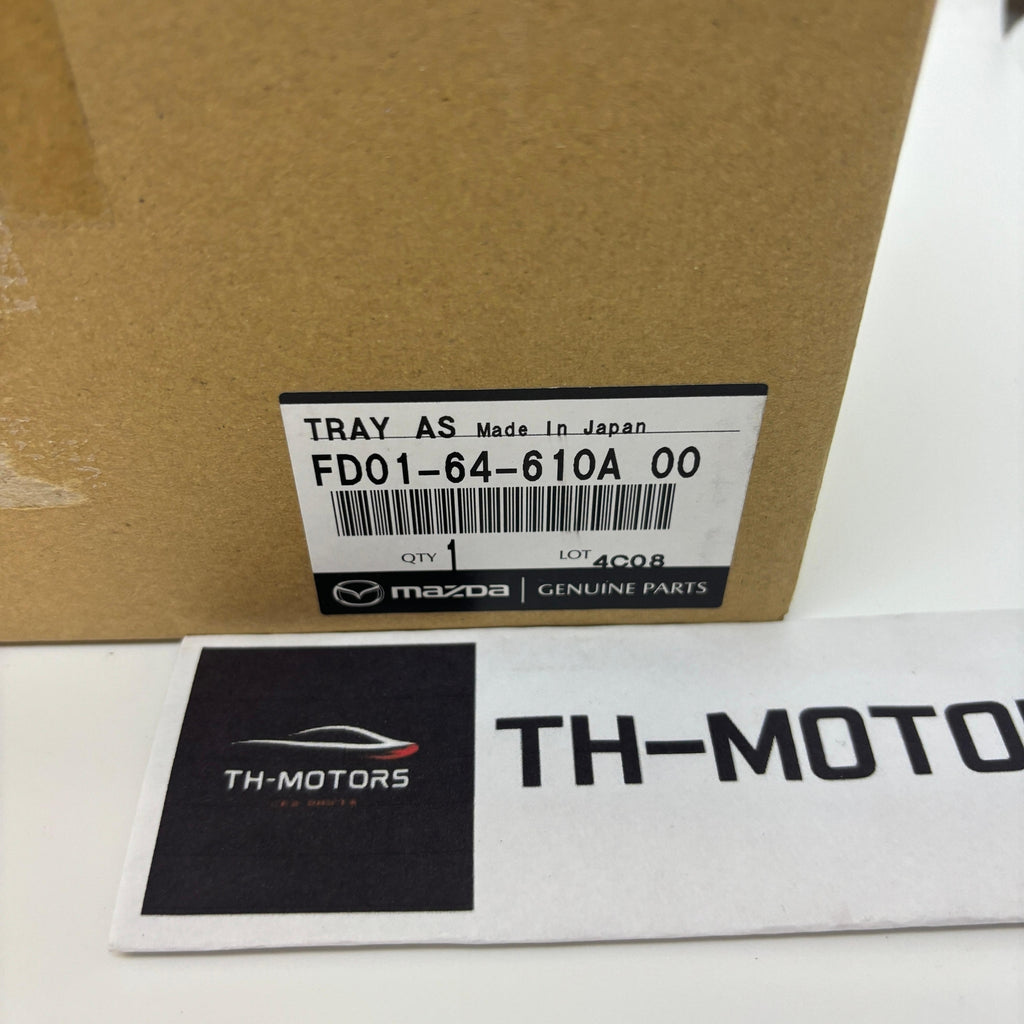 TRAY AS Made In Japan
FD01-64-610A 00
QTY 1 LOT 4C08
mazda | GENUINE PARTS
TH-MOTO
TH-MOTORS